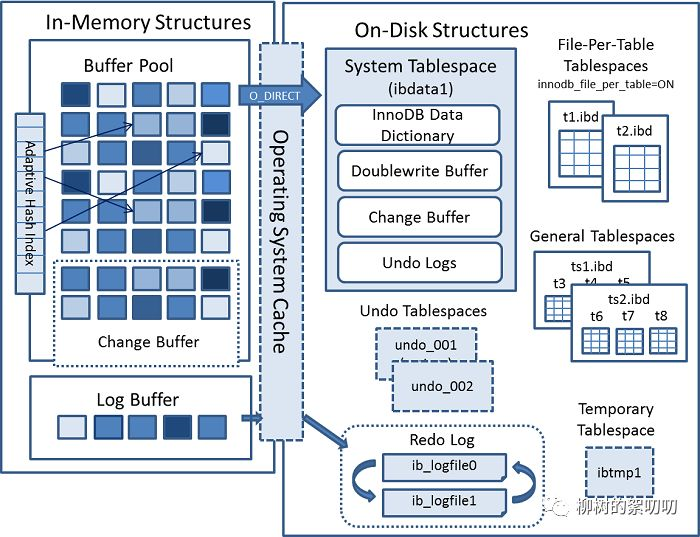 In-Memory Structures
Buffer Pool
Adaptive Hash Index
Change Buffer
Log Buffer
Operating System Cache
O_DIRECT
On-Disk Structures
System Tablespace
(ibdata1)
InnoDB Data
Dictionary
Doublewrite Buffer
Change Buffer
Undo Logs
File-Per-Table
Tablespaces
innodb_file_per_table=ON
t1.ibd
t2.ibd
General Tablespaces
ts1.ibd
t3 t4 t5
ts2.ibd
t6 t7 t8
Undo Tablespaces
undo_001
undo_002
Redo Log
ib_logfile0
ib_logfile1
Temporary
Tablespace
ibtmp1
柳树的絮叨叨